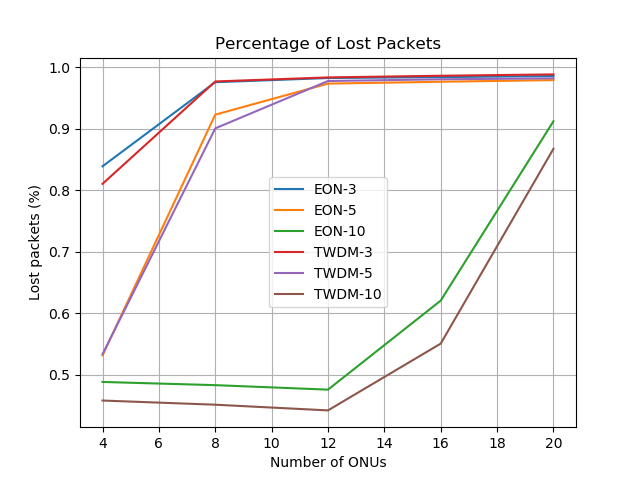 Percentage of Lost Packets
Lost packets (%)
1.0
0.9
0.8
0.7
0.6
0.5
EON-3
EON-5
EON-10
TWDM-3
TWDM-5
TWDM-10
4 6 8 10 12 14 16 18 20
Number of ONUs